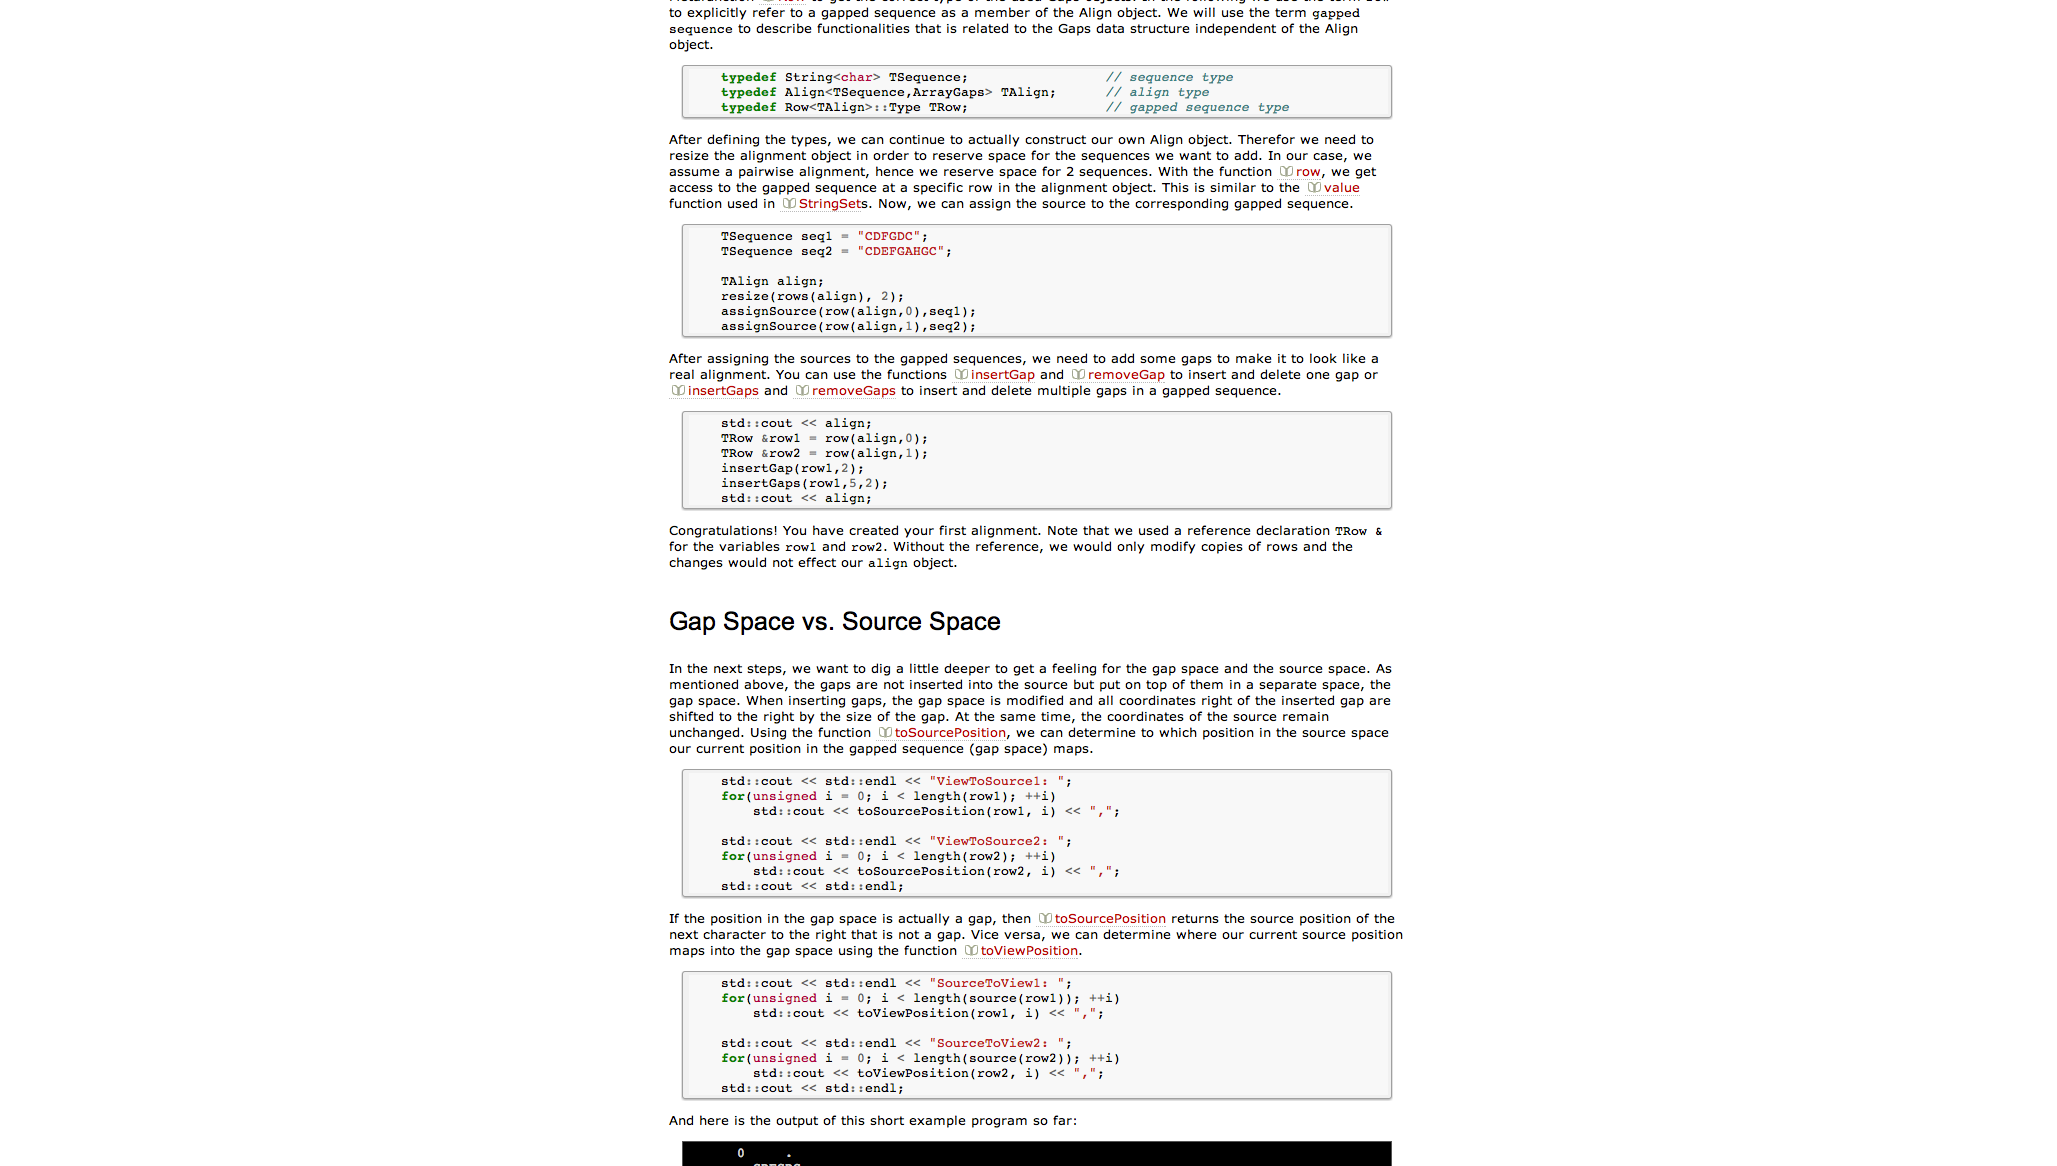 to explicitly refer to a gapped sequence as a member of the Align object. We will use the term gapped
sequence to describe functionalities that is related to the Gaps data structure independent of the Align
object.
typedef String<char> TSequence; // sequence type
typedef Align<TSequence,ArrayGaps> TAlign; // align type
typedef Row<TAlign>::Type TRow; // gapped sequence type
After defining the types, we can continue to actually construct our own Align object. Therefor we need to
resize the alignment object in order to reserve space for the sequences we want to add. In our case, we
assume a pairwise alignment, hence we reserve space for 2 sequences. With the function row, we get
access to the gapped sequence at a specific row in the alignment object. This is similar to the value
function used in StringSets. Now, we can assign the source to the corresponding gapped sequence.
TSequence seq1 = "CDFGDC";
TSequence seq2 = "CDEFGAHGC";
TAlign align;
resize(rows(align), 2);
assignSource(row(align,0),seq1);
assignSource(row(align,1),seq2);
After assigning the sources to the gapped sequences, we need to add some gaps to make it to look like a
real alignment. You can use the functions insertGap and removeGap to insert and delete one gap or
insertGaps and removeGaps to insert and delete multiple gaps in a gapped sequence.
std::cout << align;
TRow &row1 = row(align,0);
TRow &row2 = row(align,1);
insertGap(row1,2);
insertGaps(row1,5,2);
std::cout << align;
Congratulations! You have created your first alignment. Note that we used a reference declaration TRow &
for the variables row1 and row2. Without the reference, we would only modify copies of rows and the
changes would not effect our align object.
Gap Space vs. Source Space
In the next steps, we want to dig a little deeper to get a feeling for the gap space and the source space. As
mentioned above, the gaps are not inserted into the source but put on top of them in a separate space, the
gap space. When inserting gaps, the gap space is modified and all coordinates right of the inserted gap are
shifted to the right by the size of the gap. At the same time, the coordinates of the source remain
unchanged. Using the function toSourcePosition, we can determine to which position in the source space
our current position in the gapped sequence (gap space) maps.
std::cout << std::endl << "ViewToSource1: ";
for(unsigned i = 0; i < length(row1); ++i)
std::cout << toSourcePosition(row1, i) << ",";
std::cout << std::endl << "ViewToSource2: ";
for(unsigned i = 0; i < length(row2); ++i)
std::cout << toSourcePosition(row2, i) << ",";
std::cout << std::endl;
If the position in the gap space is actually a gap, then toSourcePosition returns the source position of the
next character to the right that is not a gap. Vice versa, we can determine where our current source position
maps into the gap space using the function toViewPosition.
std::cout << std::endl << "SourceToView1: ";
for(unsigned i = 0; i < length(source(row1)); ++i)
std::cout << toViewPosition(row1, i) << ",";
std::cout << std::endl << "SourceToView2: ";
for(unsigned i = 0; i < length(source(row2)); ++i)
std::cout << toViewPosition(row2, i) << ",";
std::cout << std::endl;
And here is the output of this short example program so far:
0 .